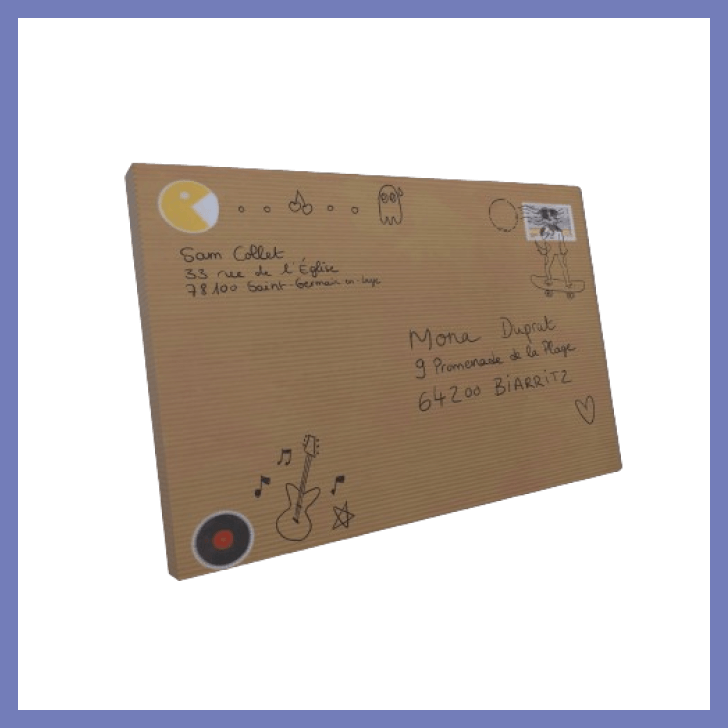 Sam Collet
33 rue de l'Église
78100 Saint-Germain en-Laye
Mona Duprat
9 Promenade de la Plage
64200 BiARRiTZ